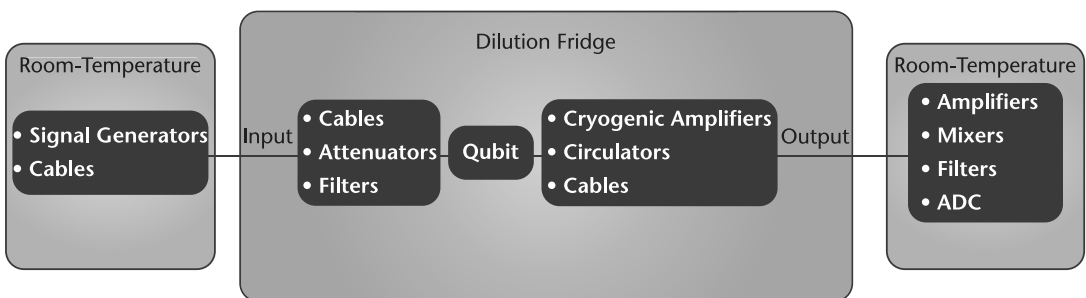 Room-Temperature
• Signal Generators
• Cables
Dilution Fridge
Input
• Cables
• Attenuators
• Filters
Qubit
• Cryogenic Amplifiers
• Circulators
• Cables
Output
Room-Temperature
• Amplifiers
• Mixers
• Filters
• ADC